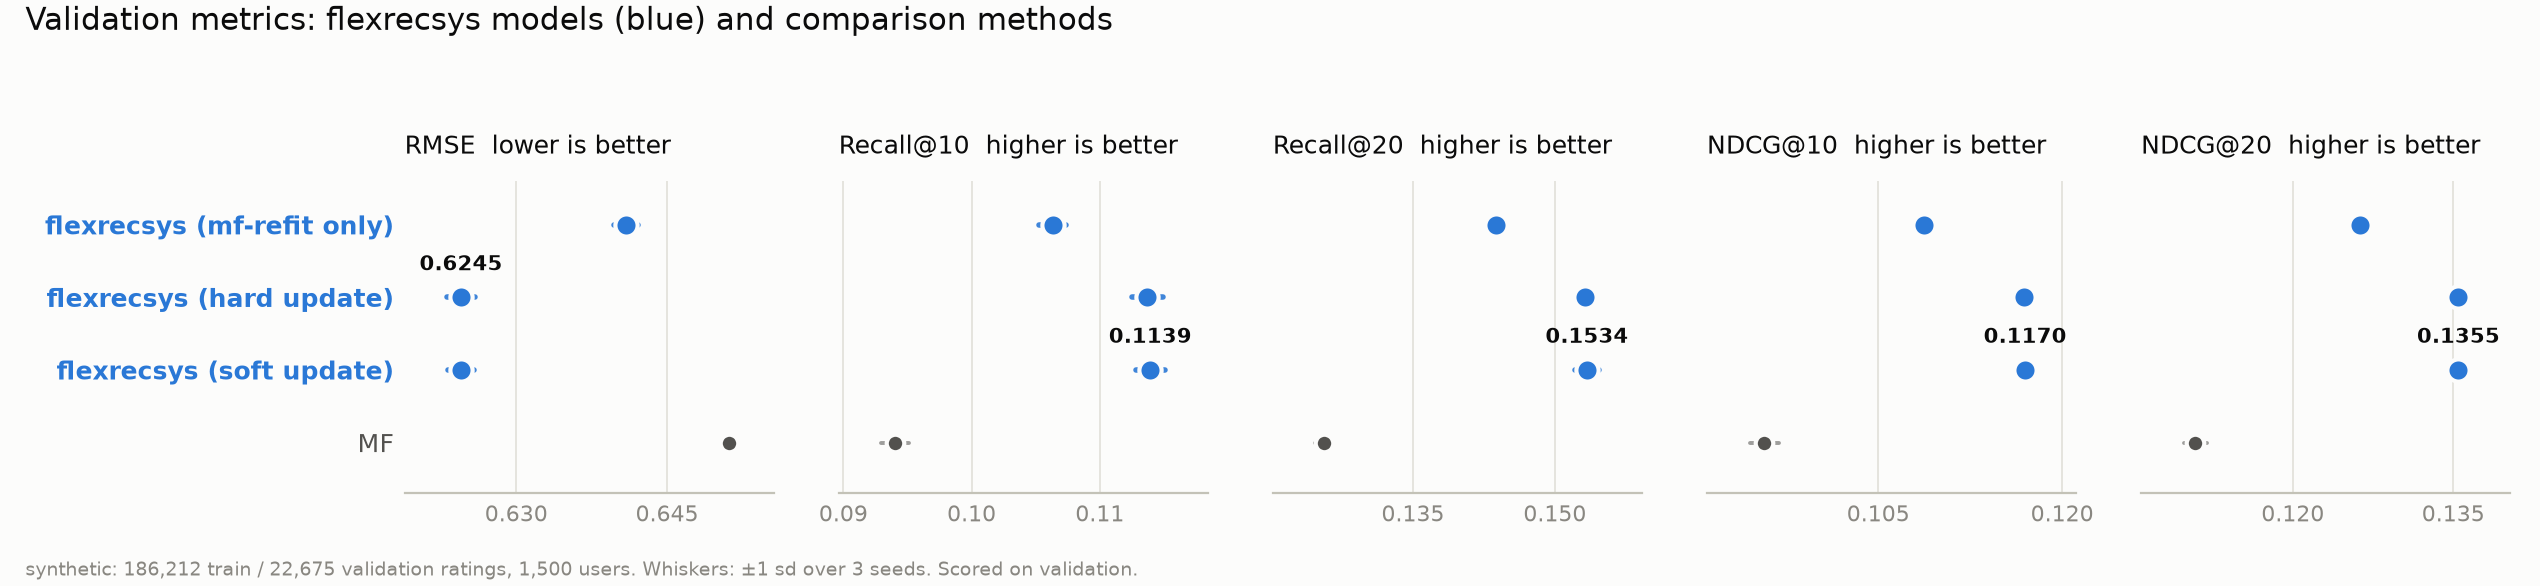 Validation metrics: flexrecsys models (blue) and comparison methods
RMSE  lower is better
Recall@10  higher is better
Recall@20  higher is better
NDCG@10  higher is better
NDCG@20  higher is better
flexrecsys (mf-refit only)
0.6245
flexrecsys (hard update)
0.1139
0.1534
0.1170
0.1355
flexrecsys (soft update)
MF
0.630 0.645
0.09 0.10 0.11
0.135 0.150
0.105 0.120
0.120 0.135
synthetic: 186,212 train / 22,675 validation ratings, 1,500 users. Whiskers: ±1 sd over 3 seeds. Scored on validation.